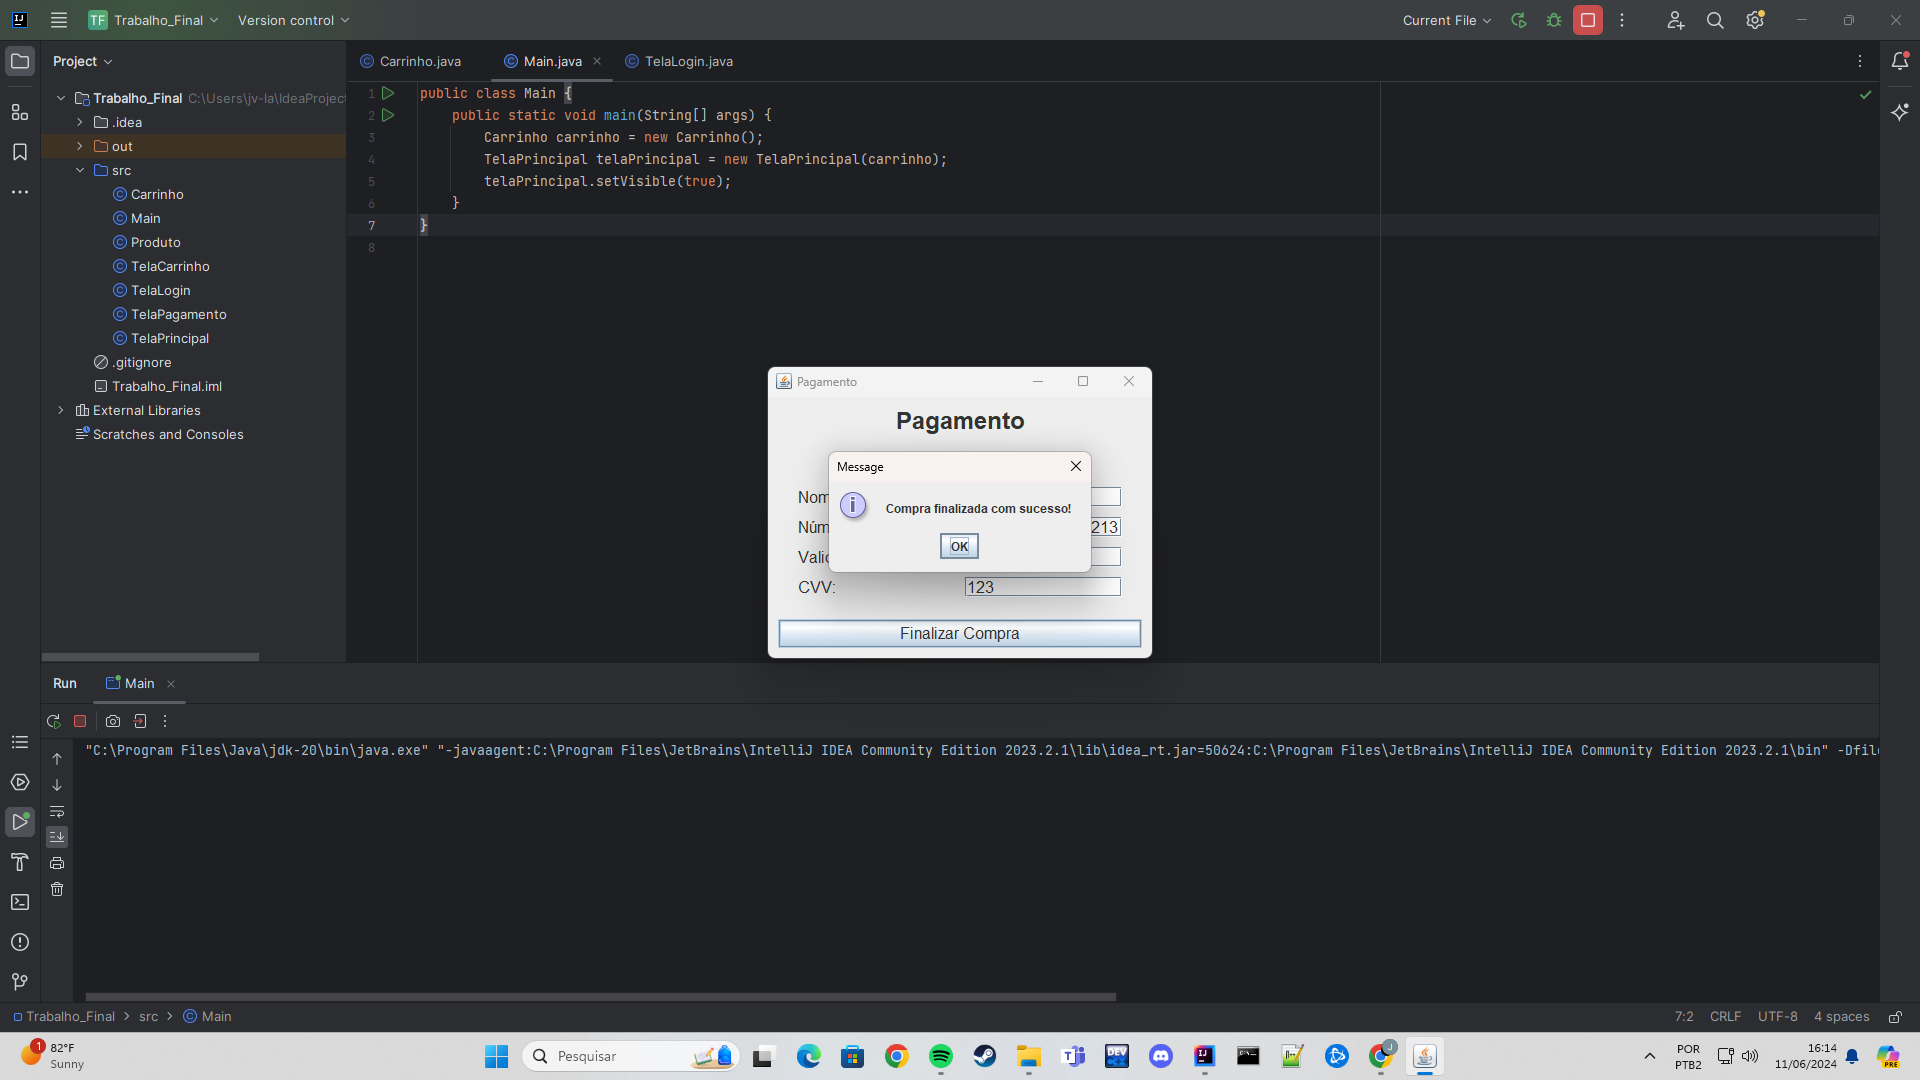 TF Trabalho_Final Version control Current File
Project
Carrinho.java Main.java TelaLogin.java
Trabalho_Final C:\Users\jv-la\IdeaProject
.idea
out
src
Carrinho
Main
Produto
TelaCarrinho
TelaLogin
TelaPagamento
TelaPrincipal
.gitignore
Trabalho_Final.iml
External Libraries
Scratches and Consoles
1 public class Main {
2 public static void main(String[] args) {
3 Carrinho carrinho = new Carrinho();
4 TelaPrincipal telaPrincipal = new TelaPrincipal(carrinho);
5 telaPrincipal.setVisible(true);
6 }
7 }
8
Pagamento
Pagamento
Message
Compra finalizada com sucesso!
OK
Nom
Núm 213
Valid
CVV: 123
Finalizar Compra
Run Main
"C:\Program Files\Java\jdk-20\bin\java.exe" "-javaagent:C:\Program Files\JetBrains\IntelliJ IDEA Community Edition 2023.2.1\lib\idea_rt.jar=50624:C:\Program Files\JetBrains\IntelliJ IDEA Community Edition 2023.2.1\bin" -Dfile
Trabalho_Final > src > Main 7:2 CRLF UTF-8 4 spaces
1 82°F
Sunny
Pesquisar
POR
PTB2
16:14
11/06/2024